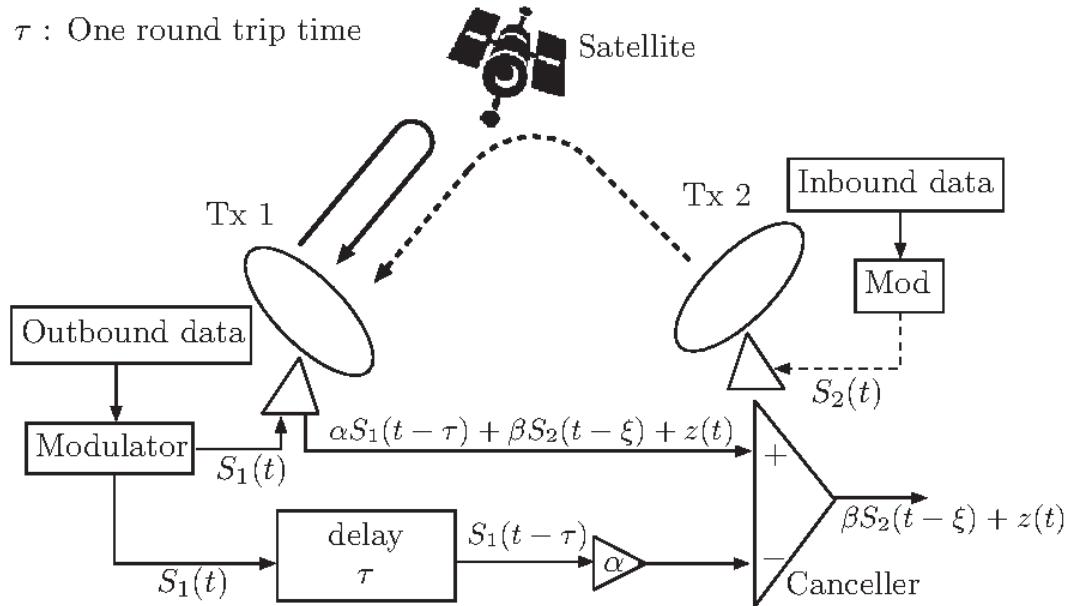 τ : One round trip time
Satellite
Tx 1
Tx 2
Inbound data
Mod
Outbound data
S₂(t)
αS₁(t − τ) + βS₂(t − ξ) + z(t)
Modulator
S₁(t)
+
delay
τ
S₁(t − τ)
α
βS₂(t − ξ) + z(t)
−
S₁(t)
Canceller